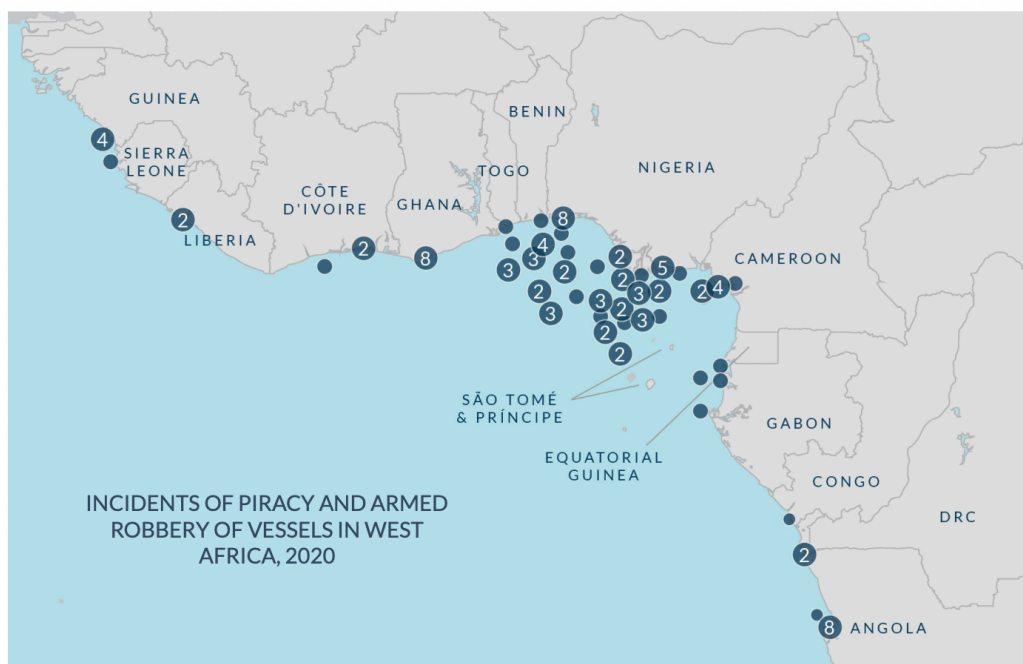 GUINEA
BENIN
4
SIERRA
LEONE
TOGO
NIGERIA
CÔTE
D'IVOIRE
GHANA
2
LIBERIA
2
8
8
4
3
3
2
2
3
2
2
5
2
3
2
3
2
3
2
2
2
4
CAMEROON
SÃO TOMÉ
& PRÍNCIPE
EQUATORIAL
GUINEA
GABON
CONGO
DRC
INCIDENTS OF PIRACY AND ARMED
ROBBERY OF VESSELS IN WEST
AFRICA, 2020
2
8
ANGOLA